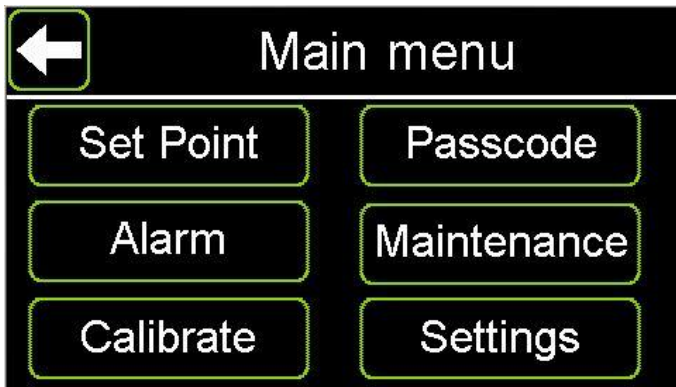 Main menu
Set Point
Passcode
Alarm
Maintenance
Calibrate
Settings